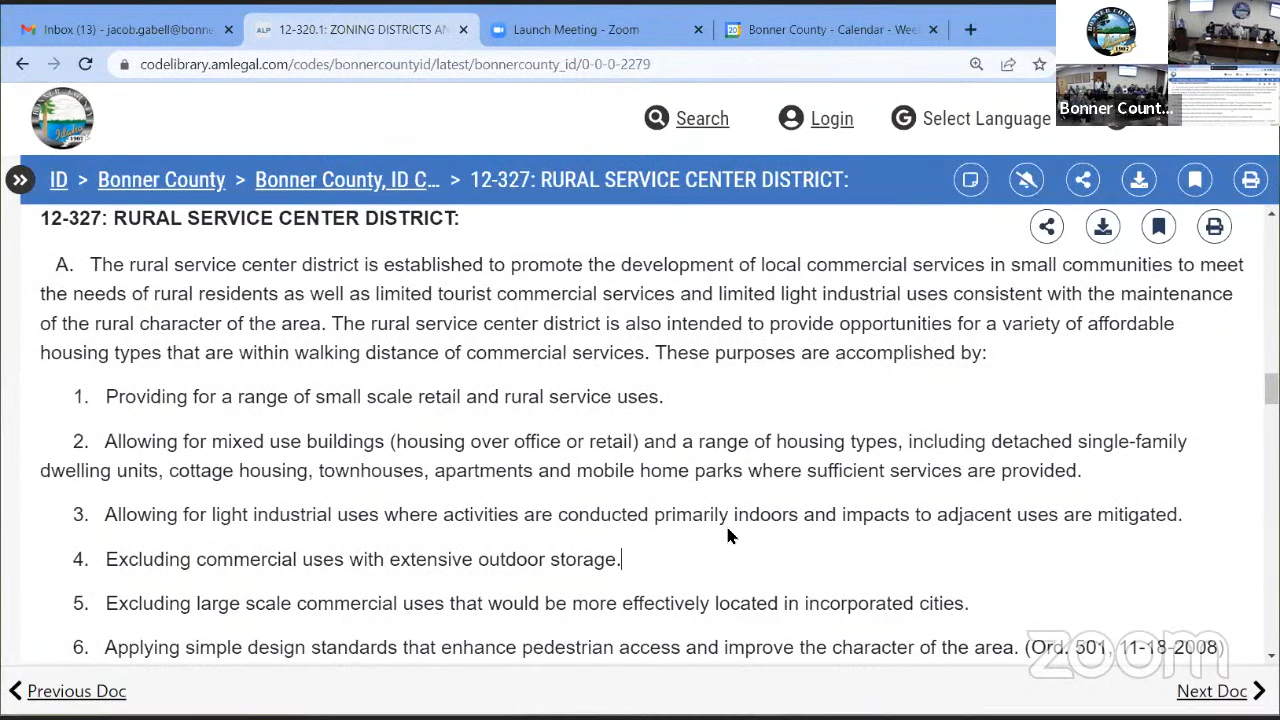 Inbox (13) - jacob.gabell@bonne
12-320.1: ZONING DISTRICTS AN
Launch Meeting - Zoom
Bonner County - Calendar - Wee
codelibrary.amlegal.com/codes/bonnercounty/latest/bonnercounty_id/0-0-0-2279
Bonner Count...
Search
Login
Select Language
ID > Bonner County > Bonner County, ID C... > 12-327: RURAL SERVICE CENTER DISTRICT:
12-327: RURAL SERVICE CENTER DISTRICT:
A. The rural service center district is established to promote the development of local commercial services in small communities to meet
the needs of rural residents as well as limited tourist commercial services and limited light industrial uses consistent with the maintenance
of the rural character of the area. The rural service center district is also intended to provide opportunities for a variety of affordable
housing types that are within walking distance of commercial services. These purposes are accomplished by:
1. Providing for a range of small scale retail and rural service uses.
2. Allowing for mixed use buildings (housing over office or retail) and a range of housing types, including detached single-family
dwelling units, cottage housing, townhouses, apartments and mobile home parks where sufficient services are provided.
3. Allowing for light industrial uses where activities are conducted primarily indoors and impacts to adjacent uses are mitigated.
4. Excluding commercial uses with extensive outdoor storage.
5. Excluding large scale commercial uses that would be more effectively located in incorporated cities.
6. Applying simple design standards that enhance pedestrian access and improve the character of the area. (Ord. 501, 11-18-2008)
zoom
Previous Doc
Next Doc